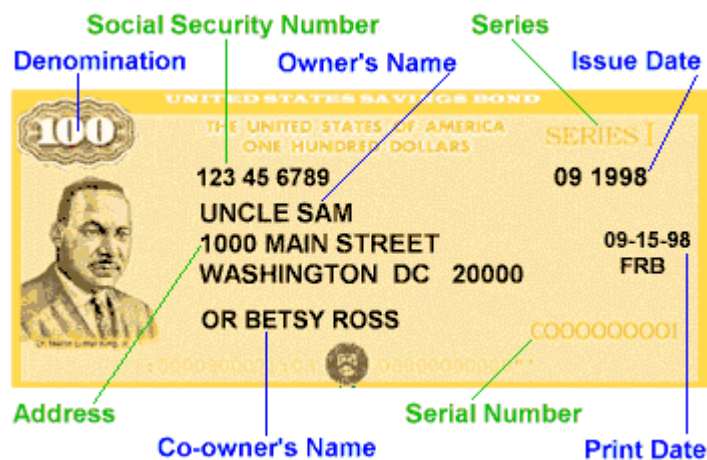 Social Security Number Series
Denomination Owner's Name Issue Date
UNITED STATES SAVINGS BOND
100
THE UNITED STATES OF AMERICA
ONE HUNDRED DOLLARS
SERIES I
123 45 6789
09 1998
UNCLE SAM
1000 MAIN STREET
09-15-98
WASHINGTON DC 20000
FRB
OR BETSY ROSS
C000000001
Address Serial Number
Co-owner's Name Print Date